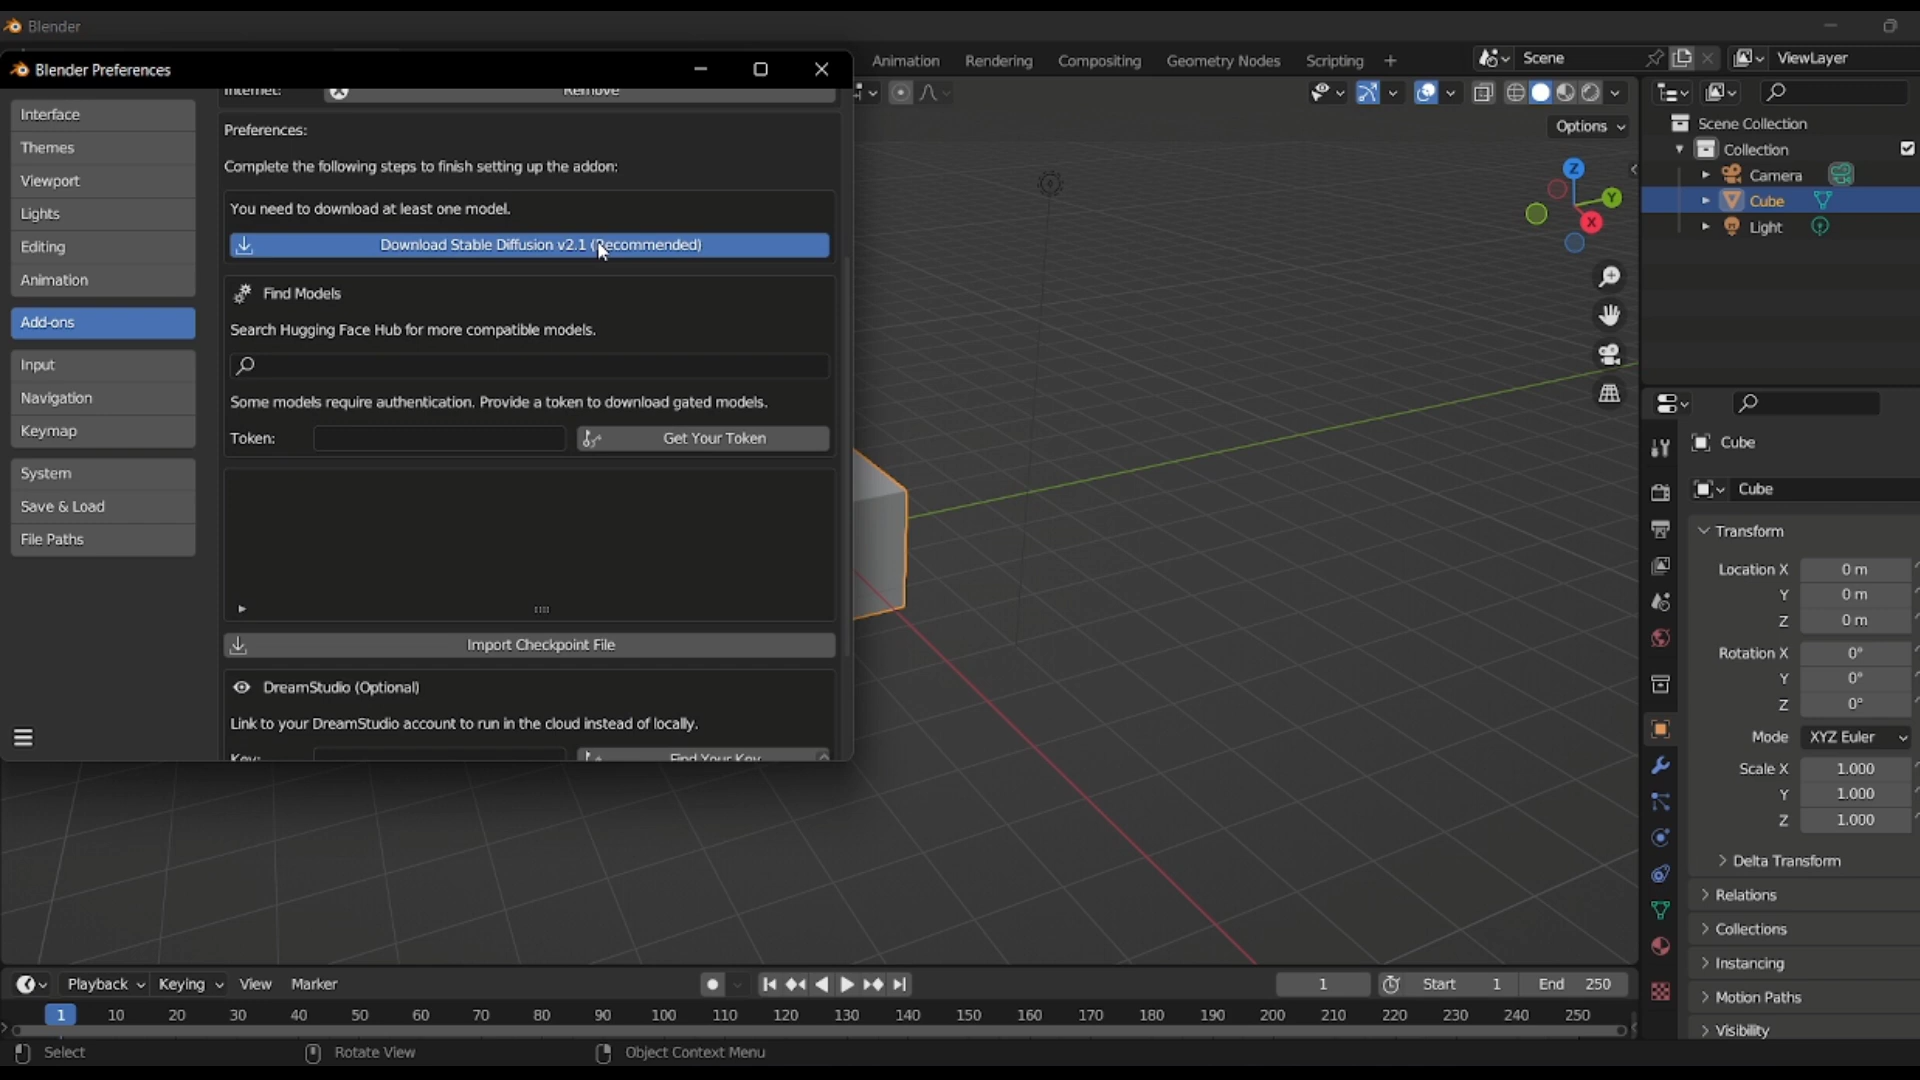 Blender
Blender Preferences
Animation
Rendering
Compositing
Geometry Nodes
Scripting
+
Scene
ViewLayer
Internet:
Remove
Options
Interface
Themes
Viewport
Lights
Editing
Animation
Add-ons
Input
Navigation
Keymap
System
Save & Load
File Paths
Preferences:
Complete the following steps to finish setting up the addon:
You need to download at least one model.
Download Stable Diffusion v2.1 (Recommended)
Find Models
Search Hugging Face Hub for more compatible models.
Some models require authentication. Provide a token to download gated models.
Token:
Get Your Token
Import Checkpoint File
DreamStudio (Optional)
Link to your DreamStudio account to run in the cloud instead of locally.
Key:
Find Your Key
Z
Y
X
Scene Collection
Collection
Camera
Cube
Light
Cube
Cube
Transform
Location X 0 m
Y 0 m
Z 0 m
Rotation X 0°
Y 0°
Z 0°
Mode XYZ Euler
Scale X 1.000
Y 1.000
Z 1.000
Delta Transform
Relations
Collections
Instancing
Motion Paths
Visibility
Playback
Keying
View
Marker
1
Start 1
End 250
1 10 20 30 40 50 60 70 80 90 100 110 120 130 140 150 160 170 180 190 200 210 220 230 240 250
Select
Rotate View
Object Context Menu